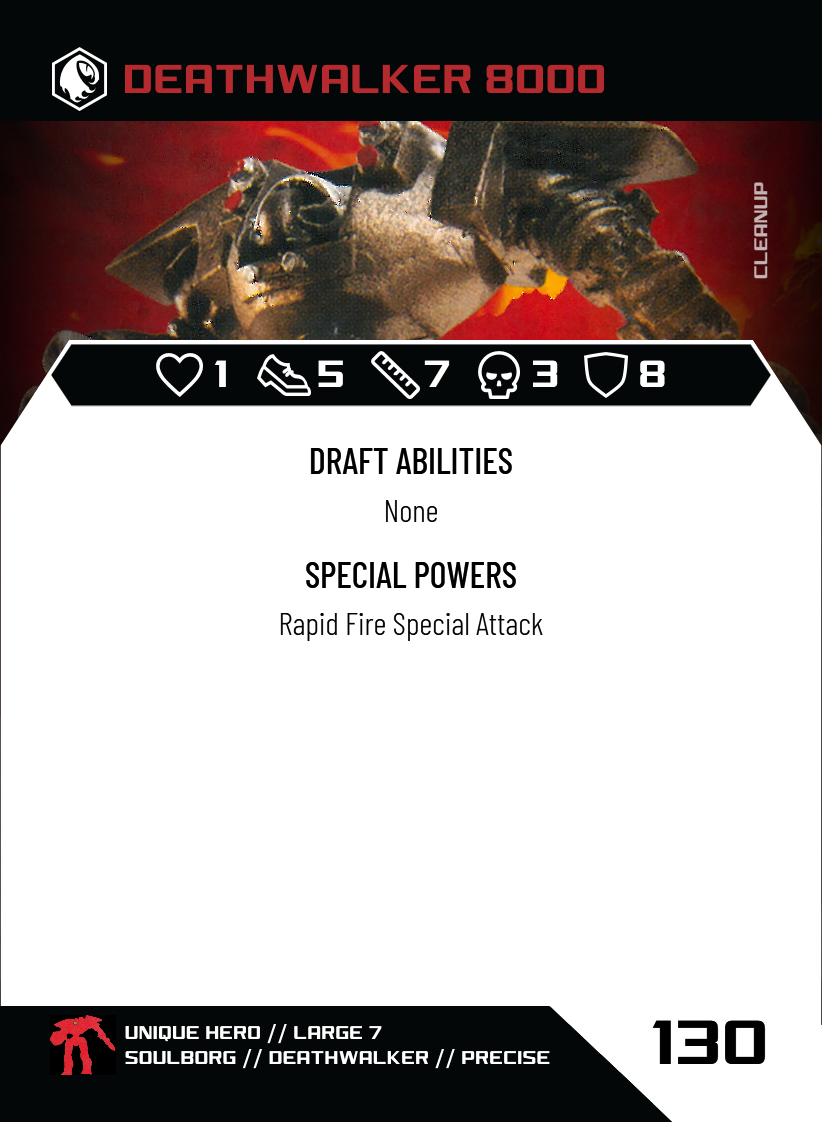 DEATHWALKER 8000
CLEANUP
1 5 7 3 8
DRAFT ABILITIES
None
SPECIAL POWERS
Rapid Fire Special Attack
UNIQUE HERO // LARGE 7
SOULBORG // DEATHWALKER // PRECISE
130